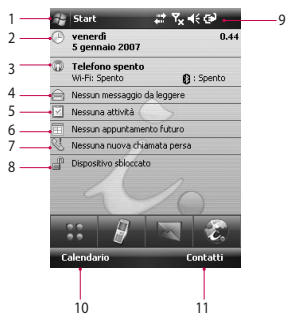 1 Start 9
2 venerdì 0.44
5 gennaio 2007
3 Telefono spento
Wi-Fi: Spento : Spento
4 Nessun messaggio da leggere
5 Nessuna attività
6 Nessun appuntamento futuro
7 Nessuna nuova chiamata persa
8 Dispositivo sbloccato
Calendario Contatti
10 11